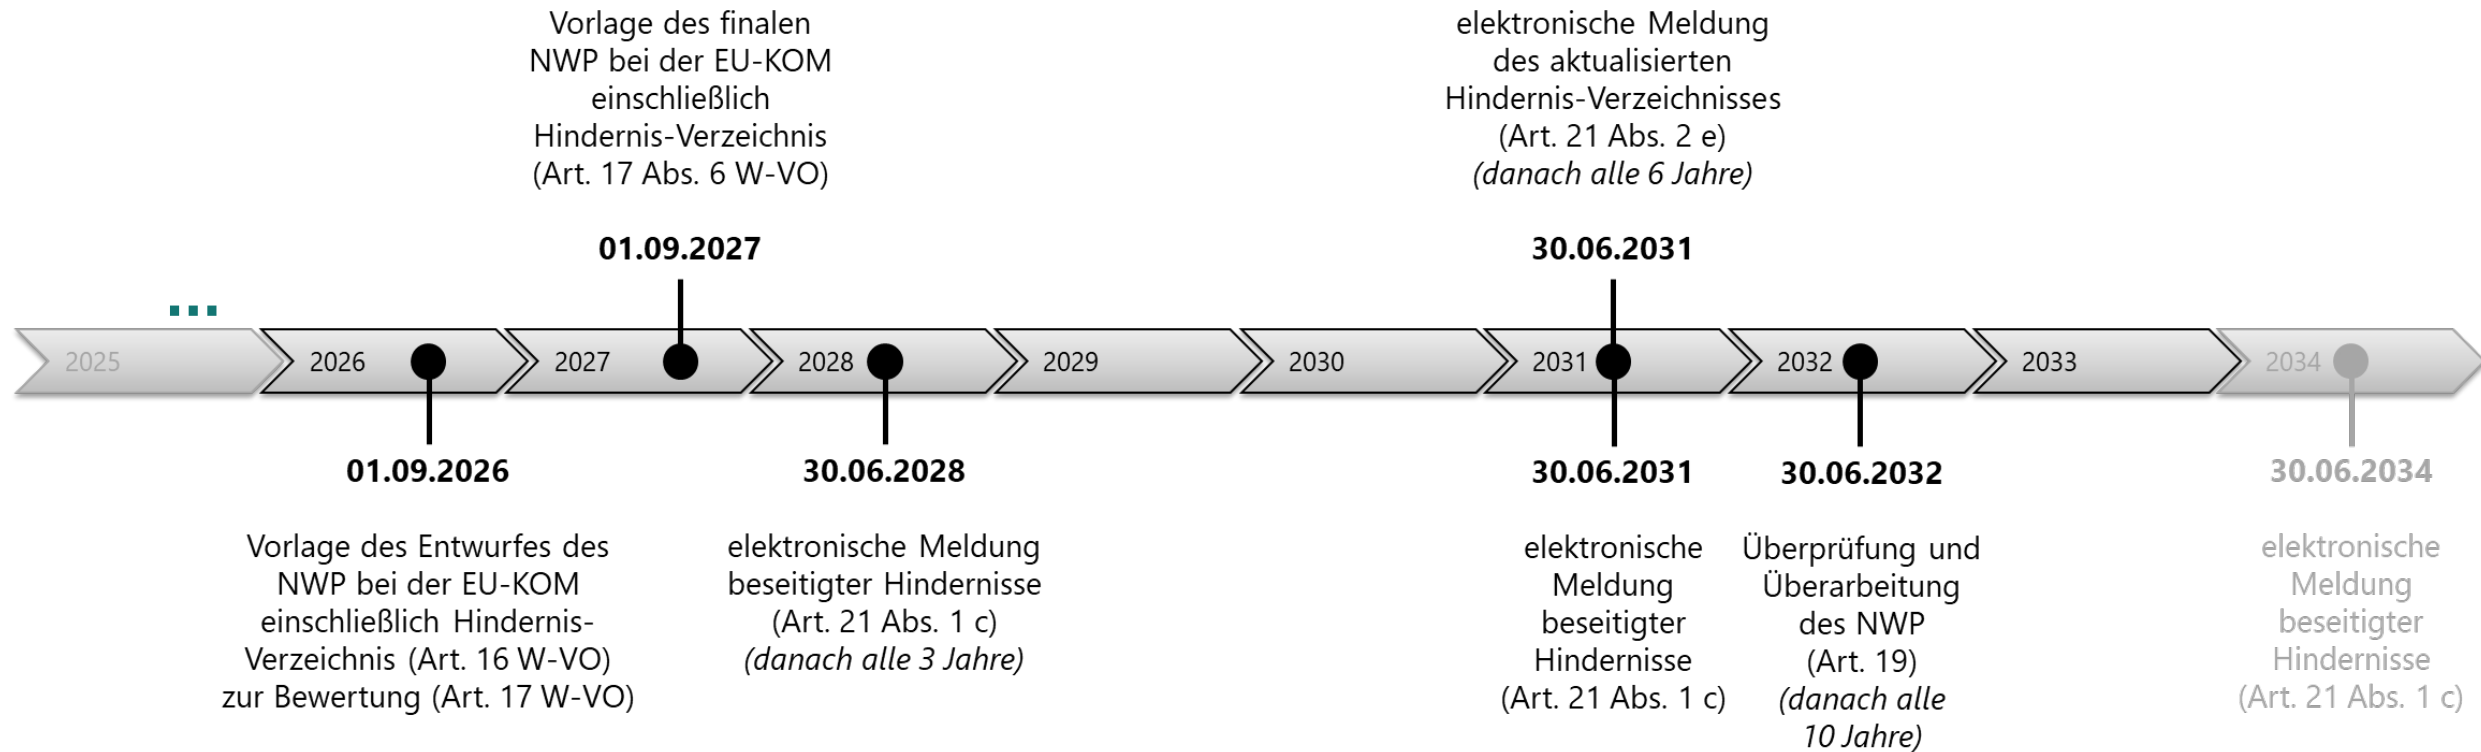 Vorlage des finalen
NWP bei der EU-KOM
einschließlich
Hindernis-Verzeichnis
(Art. 17 Abs. 6 W-VO)
01.09.2027
elektronische Meldung
des aktualisierten
Hindernis-Verzeichnisses
(Art. 21 Abs. 2 e)
(danach alle 6 Jahre)
30.06.2031
...
2025
2026
2027
2028
2029
2030
2031
2032
2033
2034
01.09.2026
Vorlage des Entwurfes des
NWP bei der EU-KOM
einschließlich Hindernis-
Verzeichnis (Art. 16 W-VO)
zur Bewertung (Art. 17 W-VO)
30.06.2028
elektronische Meldung
beseitigter Hindernisse
(Art. 21 Abs. 1 c)
(danach alle 3 Jahre)
30.06.2031
elektronische
Meldung
beseitigter
Hindernisse
(Art. 21 Abs. 1 c)
30.06.2032
Überprüfung und
Überarbeitung
des NWP
(Art. 19)
(danach alle
10 Jahre)
30.06.2034
elektronische
Meldung
beseitigter
Hindernisse
(Art. 21 Abs. 1 c)